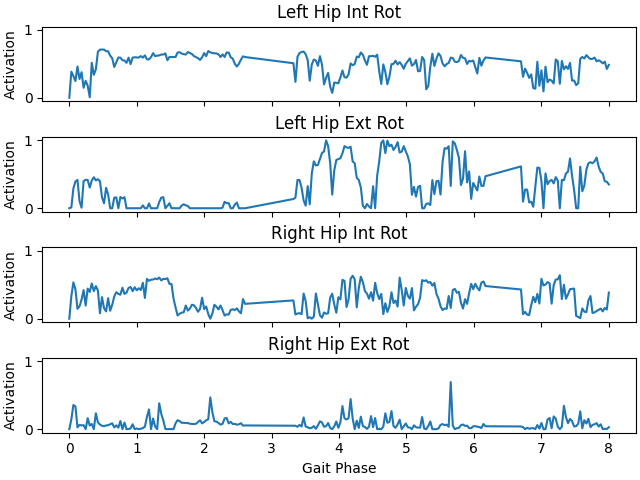 Left Hip Int Rot
Activation
1
0
Left Hip Ext Rot
Activation
1
0
Right Hip Int Rot
Activation
1
0
Right Hip Ext Rot
Activation
1
0
0 1 2 3 4 5 6 7 8
Gait Phase